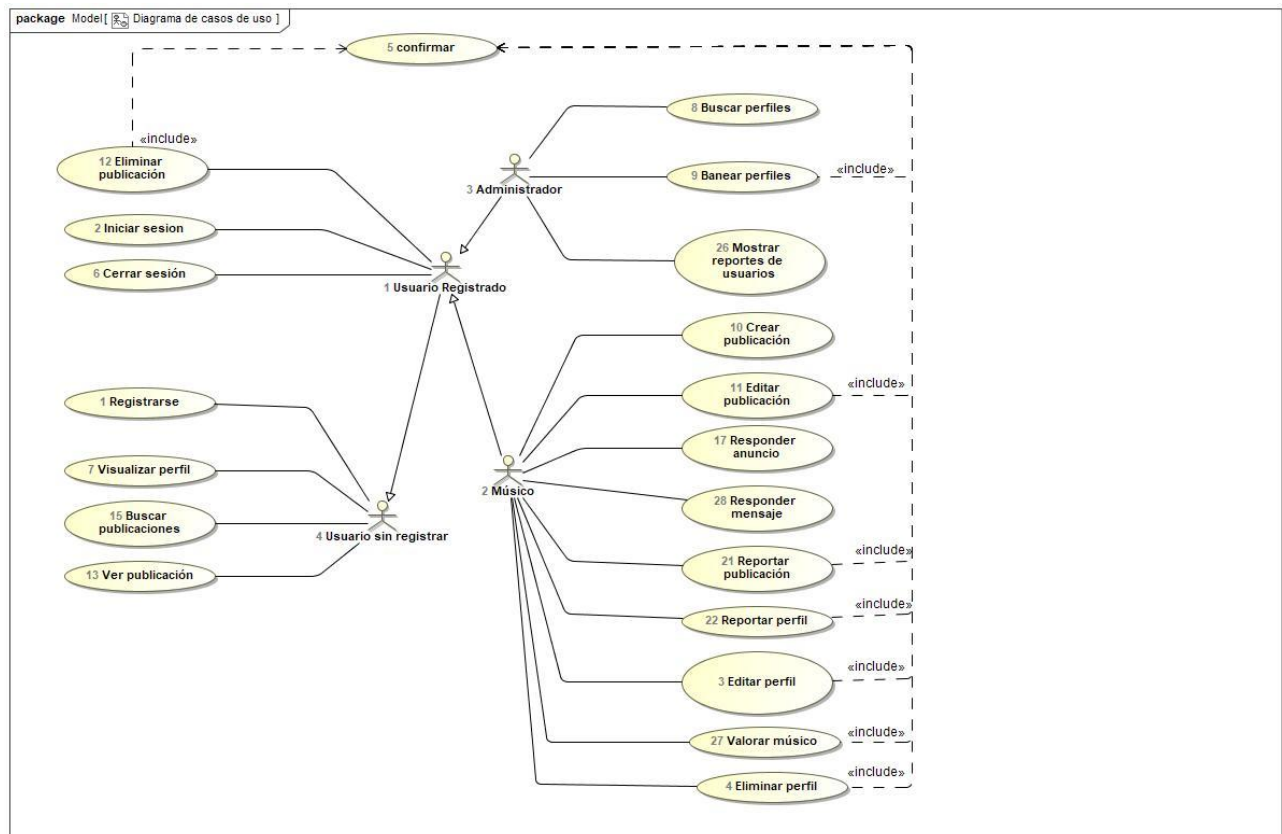 package Model[ Diagrama de casos de uso ]
5 confirmar
«include»
12 Eliminar
publicación
2 Iniciar sesion
6 Cerrar sesión
8 Buscar perfiles
3 Administrador
9 Banear perfiles
«include»
26 Mostrar
reportes de
usuarios
1 Usuario Registrado
10 Crear
publicación
1 Registrarse
11 Editar
publicación
«include»
17 Responder
anuncio
7 Visualizar perfil
2 Músico
28 Responder
mensaje
15 Buscar
publicaciones
4 Usuario sin registrar
13 Ver publicación
21 Reportar
publicación
«include»
22 Reportar perfil
«include»
3 Editar perfil
«include»
27 Valorar músico
«include»
4 Eliminar perfil
«include»